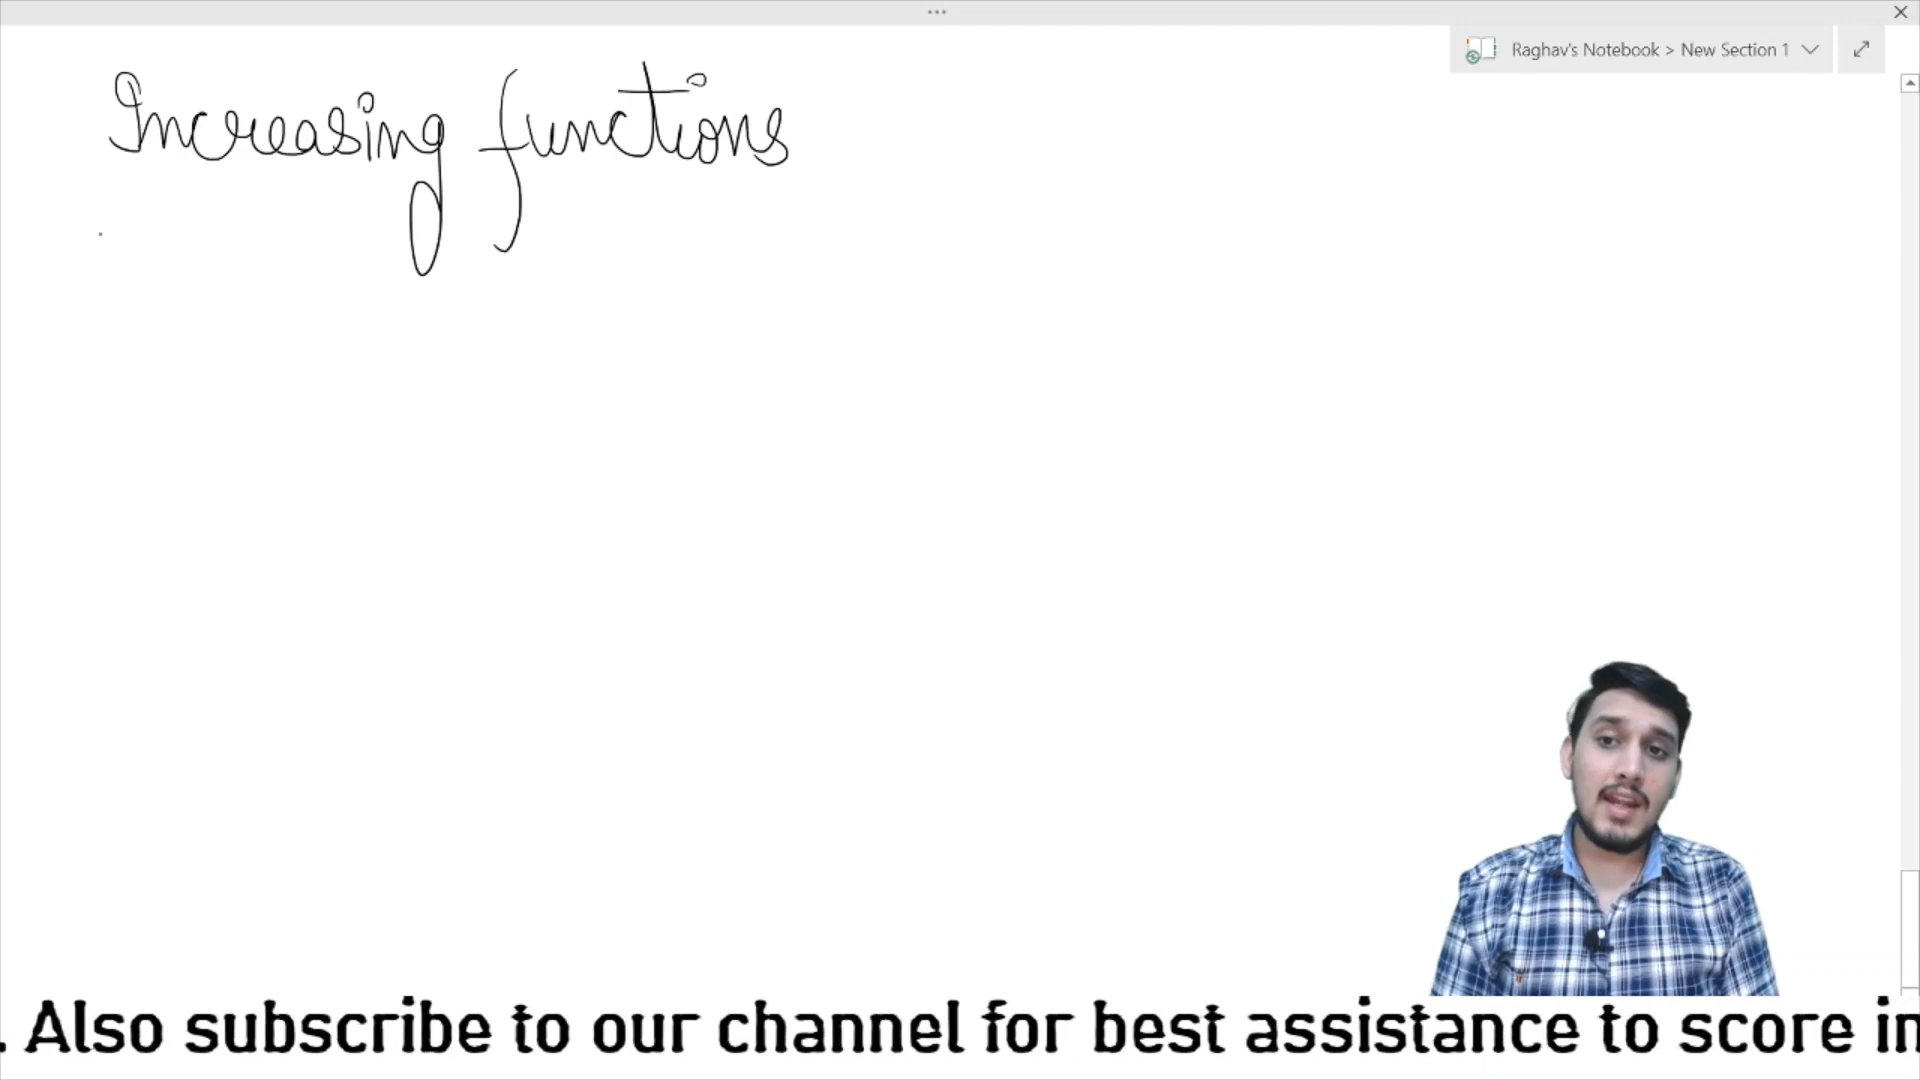 Raghav's Notebook > New Section 1
Increasing functions
. Also subscribe to our channel for best assistance to score in